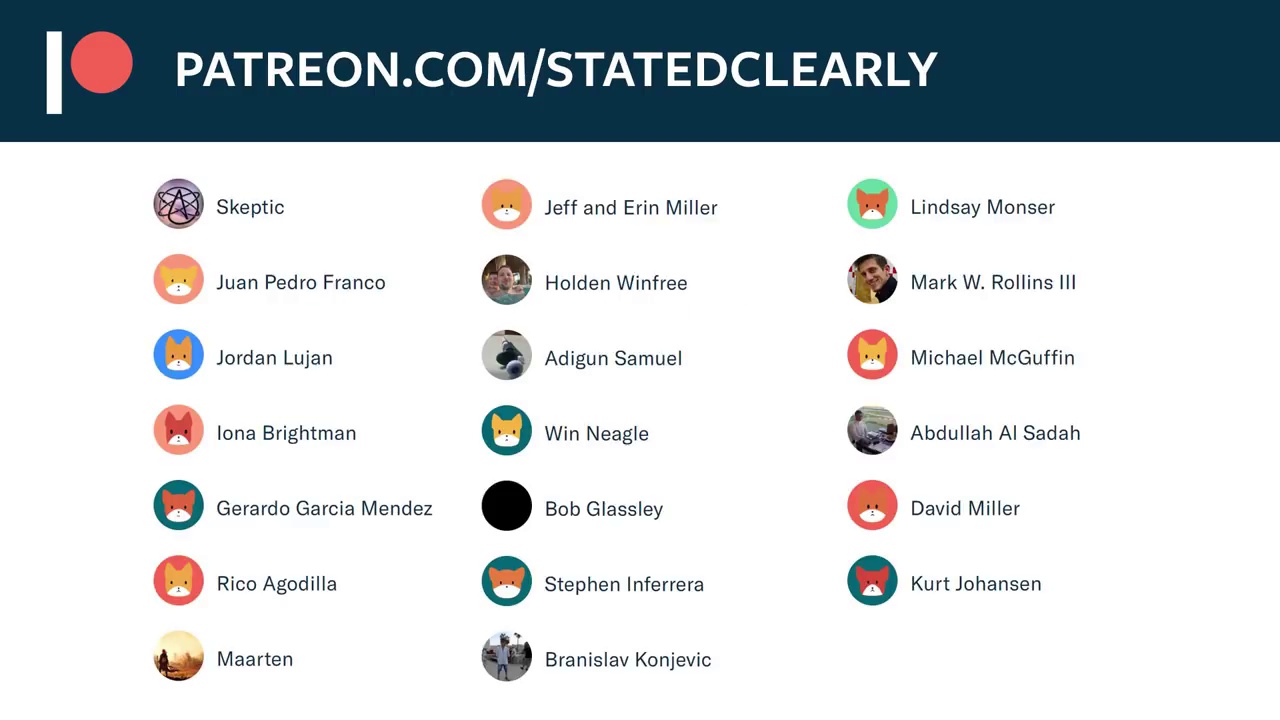 PATREON.COM/STATEDCLEARLY
Skeptic
Juan Pedro Franco
Jordan Lujan
Iona Brightman
Gerardo Garcia Mendez
Rico Agodilla
Maarten
Jeff and Erin Miller
Holden Winfree
Adigun Samuel
Win Neagle
Bob Glassley
Stephen Inferrera
Branislav Konjevic
Lindsay Monser
Mark W. Rollins III
Michael McGuffin
Abdullah Al Sadah
David Miller
Kurt Johansen